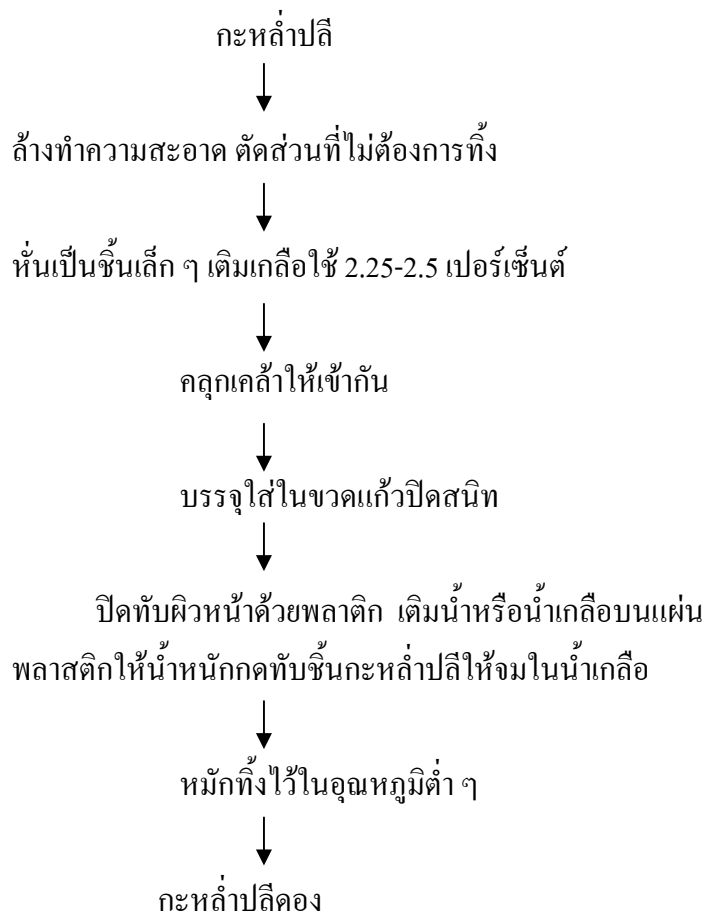 กะหล่ำปลี
ล้างทำความสะอาด ตัดส่วนที่ไม่ต้องการทิ้ง
หั่นเป็นชิ้นเล็ก ๆ เติมเกลือใช้ 2.25-2.5 เปอร์เซ็นต์
คลุกเคล้าให้เข้ากัน
บรรจุใส่ในขวดแก้วปิดสนิท
ปิดทับผิวหน้าด้วยพลาติก เติมน้ำหรือน้ำเกลือบนแผ่น
พลาสติกให้น้ำหนักกดทับชิ้นกะหล่ำปลีให้จมในน้ำเกลือ
หมักทิ้งไว้ในอุณหภูมิต่ำ ๆ
กะหล่ำปลีดอง